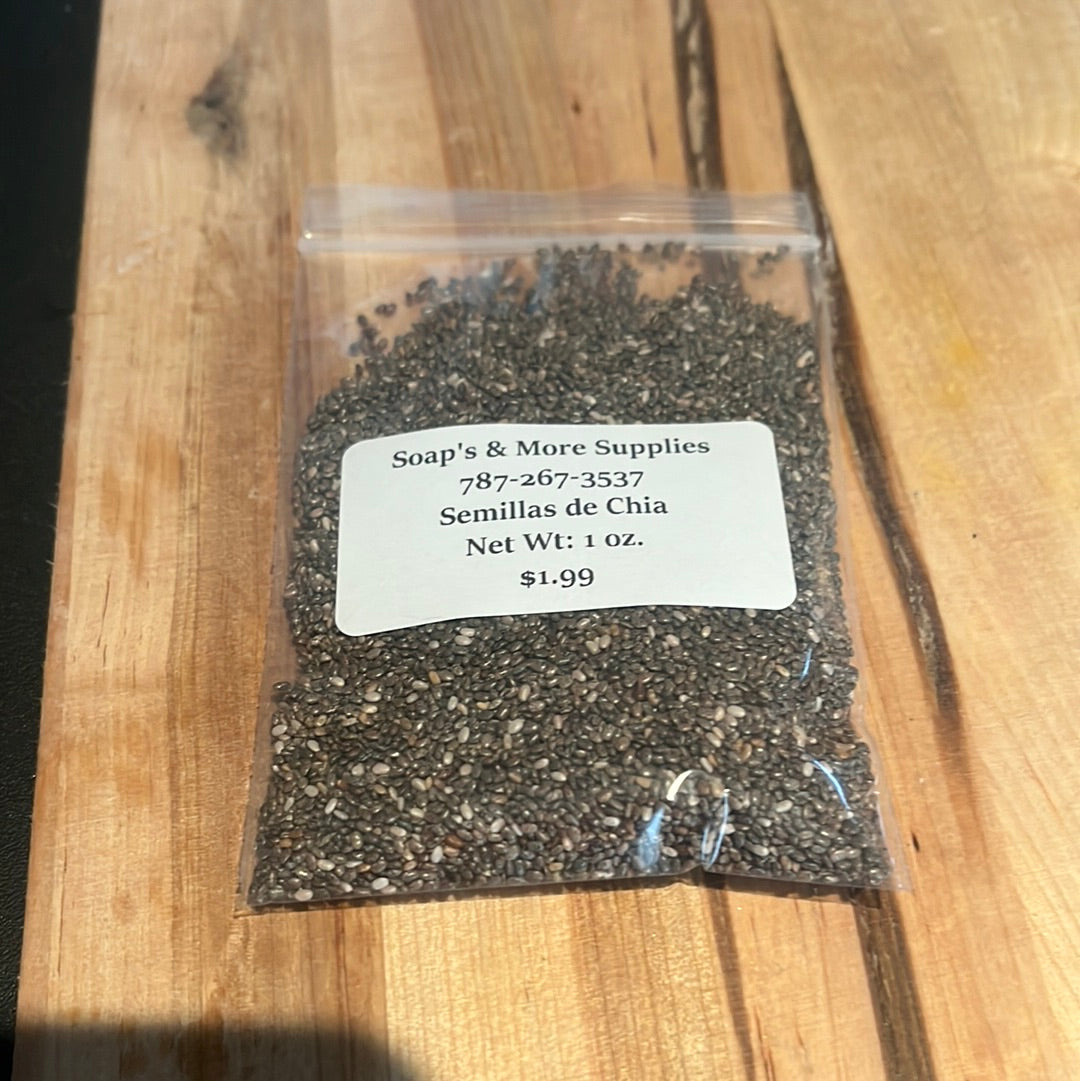 Soap's & More Supplies
787-267-3537
Semillas de Chia
Net Wt: 1 oz.
$1.99